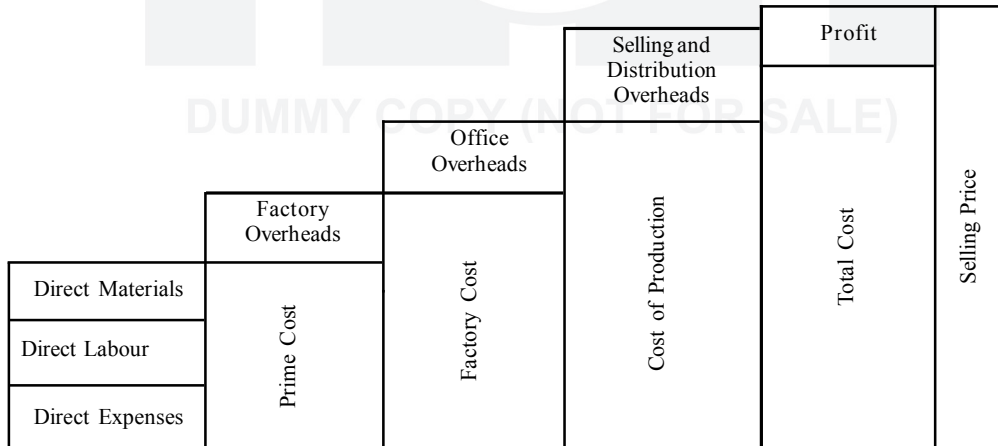 Profit
Selling and
Distribution
Overheads
DUMMY COPY (NOT FOR SALE)
Office
Overheads
Factory
Overheads
Direct Materials
Direct Labour
Direct Expenses
Prime Cost
Factory Cost
Cost of Production
Total Cost
Selling Price